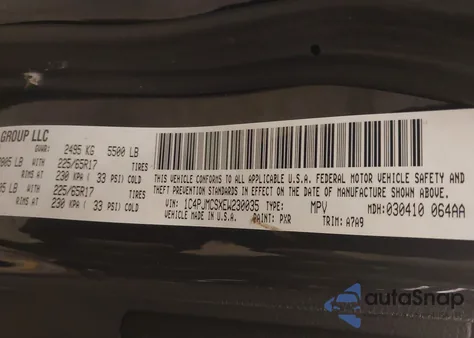 GROUP LLC
GVWR: 2495 KG 5500 LB
LB WITH 225/65R17 TIRES
RIMS AT 230 KPA ( 33 PSI) COLD
LB WITH 225/65R17 TIRES
RIMS AT 230 KPA ( 33 PSI) COLD
THIS VEHICLE CONFORMS TO ALL APPLICABLE U.S.A. FEDERAL MOTOR VEHICLE SAFETY AND
THEFT PREVENTION STANDARDS IN EFFECT ON THE DATE OF MANUFACTURE SHOWN ABOVE.
VIN: 1C4PJMCSXEW230035 TYPE: MPV MDH: 030410 064AA
VEHICLE MADE IN U.S.A. PAINT: PXR TRIM: A7A9
autoSnap